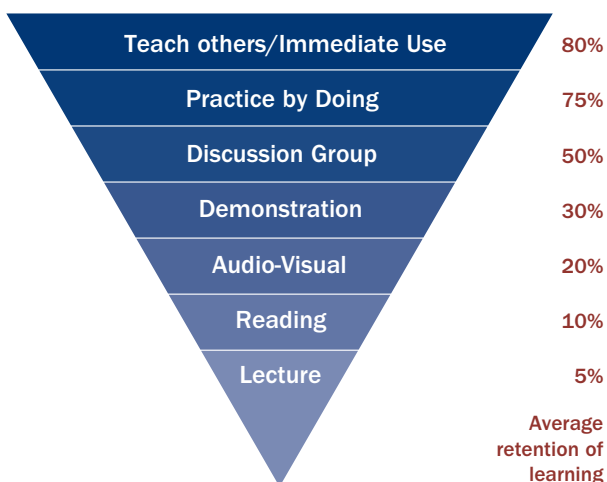 Teach others/Immediate Use 80%
Practice by Doing 75%
Discussion Group 50%
Demonstration 30%
Audio-Visual 20%
Reading 10%
Lecture 5%
Average
retention of
learning